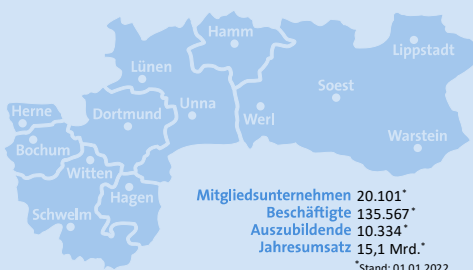 Hamm
Lippstadt
Lünen
Soest
Unna
Herne
Dortmund
Werl
Warstein
Bochum
Witten
Hagen
Schwelm
Mitgliedsunternehmen 20.101*
Beschäftigte 135.567*
Auszubildende 10.334*
Jahresumsatz 15,1 Mrd.*
*Stand: 01.01.2022